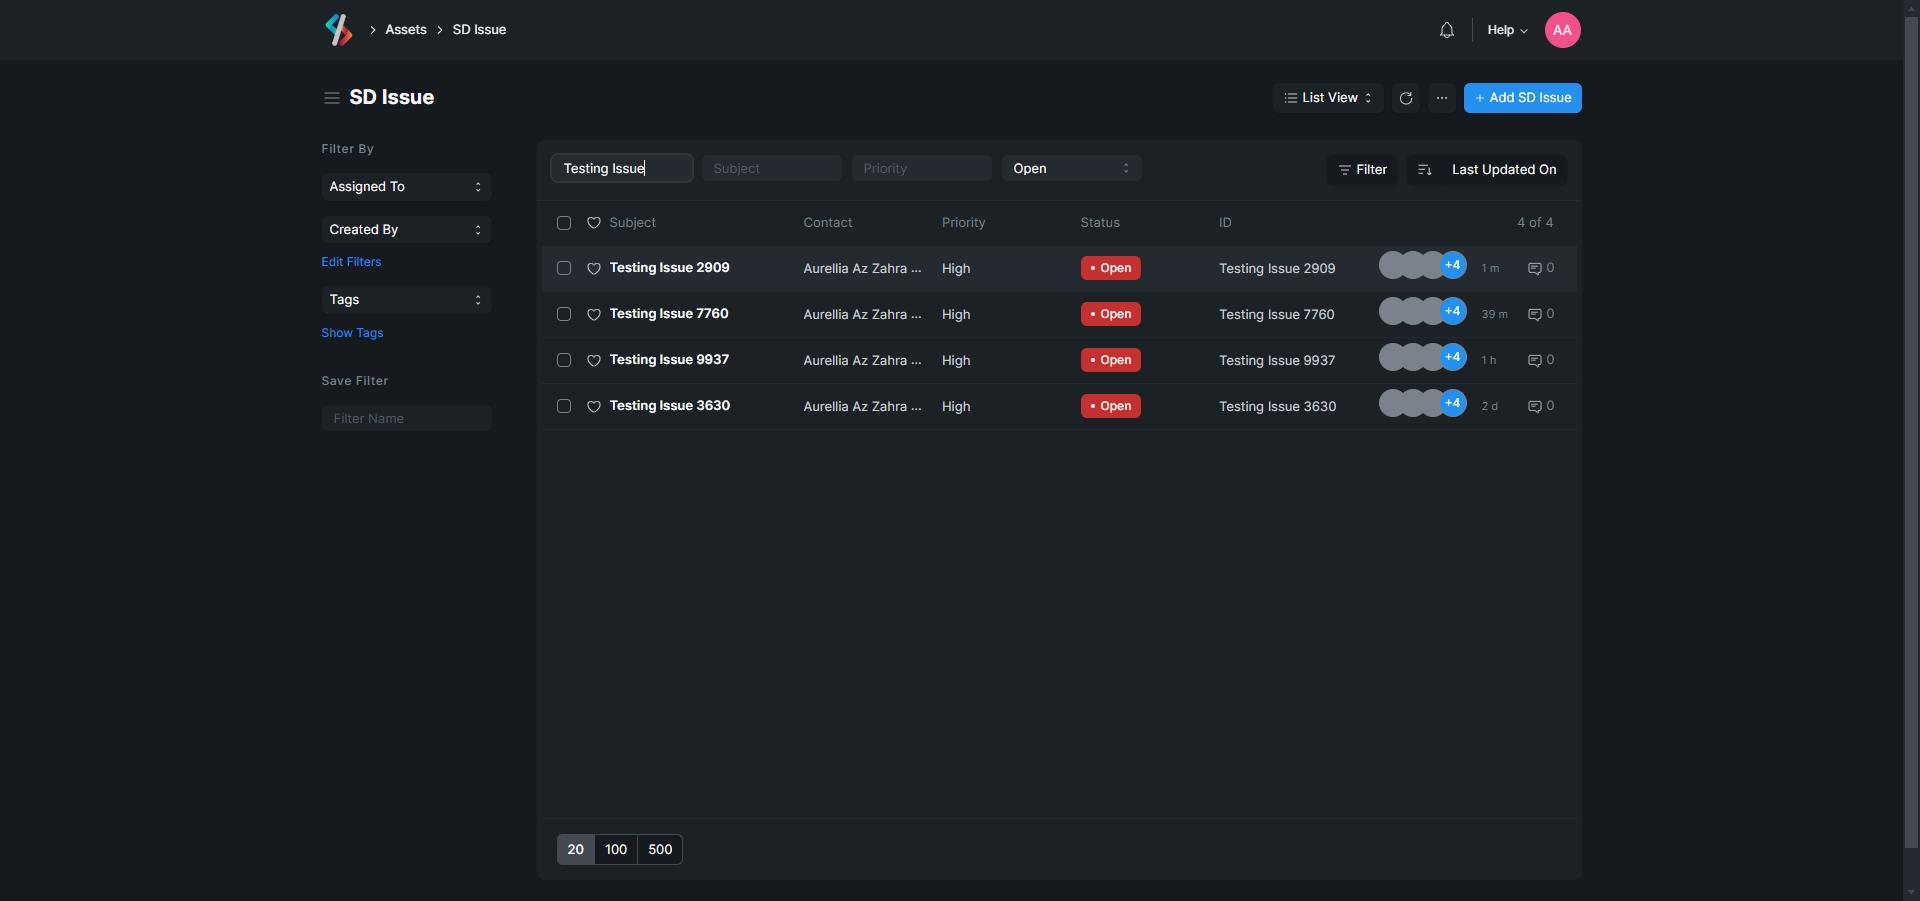 Assets
SD Issue
Help
AA
SD Issue
List View
+ Add SD Issue
Filter By
Assigned To
Created By
Edit Filters
Tags
Show Tags
Save Filter
Filter Name
Testing Issue
Subject
Priority
Open
Filter
Last Updated On
Subject Contact Priority Status ID 4 of 4
Testing Issue 2909 Aurellia Az Zahra ... High • Open Testing Issue 2909 +4 1 m 0
Testing Issue 7760 Aurellia Az Zahra ... High • Open Testing Issue 7760 +4 39 m 0
Testing Issue 9937 Aurellia Az Zahra ... High • Open Testing Issue 9937 +4 1 h 0
Testing Issue 3630 Aurellia Az Zahra ... High • Open Testing Issue 3630 +4 2 d 0
20 100 500